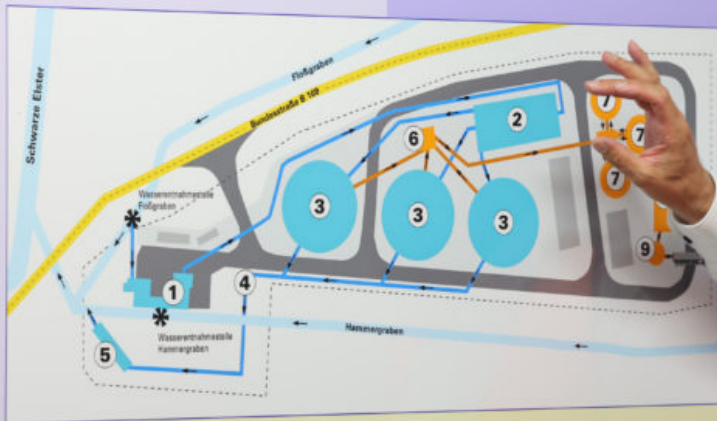 Schwarze Elster
Floßgraben
Bundesstraße B 169
Wasserentnahmestelle
Floßgraben
6
2
7
7
7
3
3
3
9
1
4
Wasserentnahmestelle
Hammergraben
Hammergraben
5